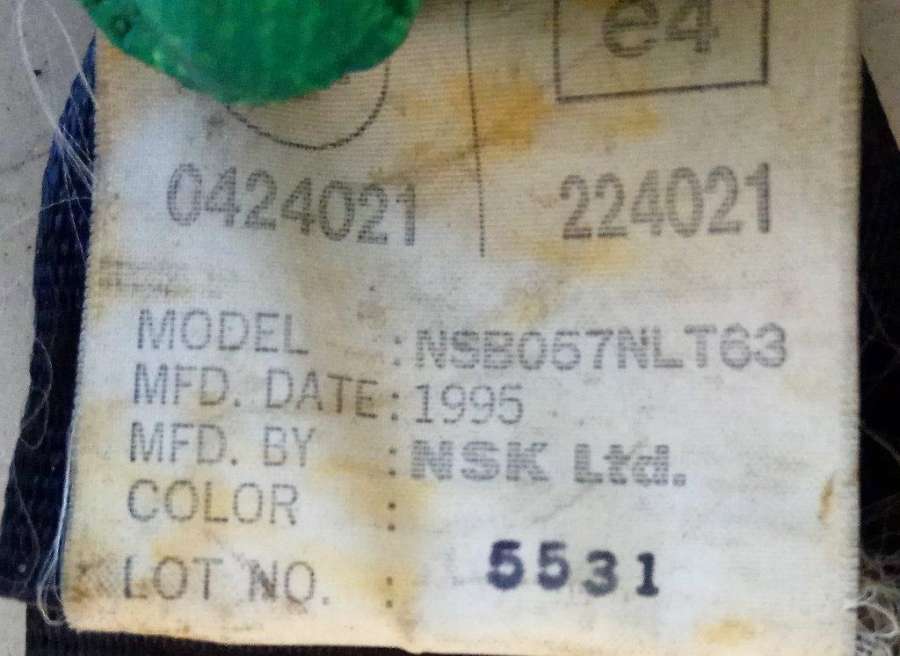 e4
0424021 224021
MODEL : NSB057NLT63
MFD. DATE : 1995
MFD. BY : NSK Ltd.
COLOR :
LOT NO. : 5531